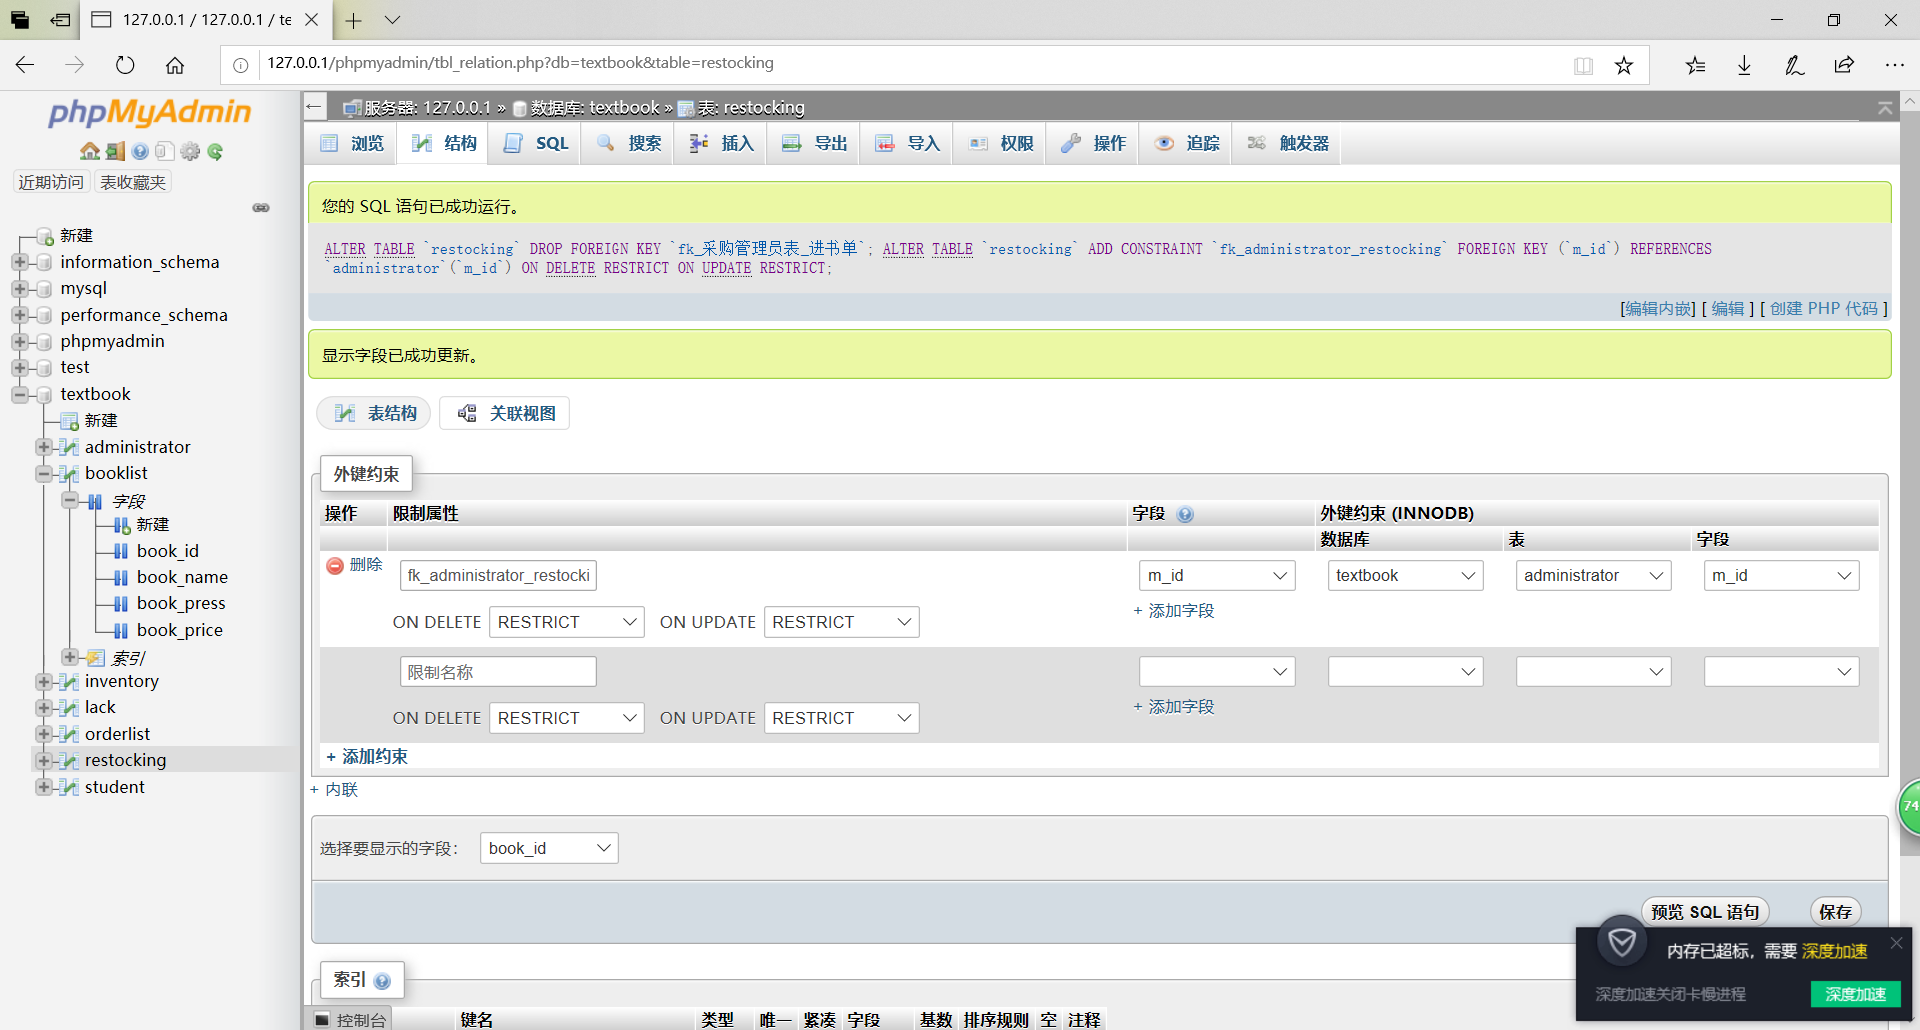 127.0.0.1 / 127.0.0.1 / te
127.0.0.1/phpmyadmin/tbl_relation.php?db=textbook&table=restocking
phpMyAdmin
近期访问 表收藏夹
新建
information_schema
mysql
performance_schema
phpmyadmin
test
textbook
新建
administrator
booklist
字段
新建
book_id
book_name
book_press
book_price
索引
inventory
lack
orderlist
restocking
student
服务器: 127.0.0.1 » 数据库: textbook » 表: restocking
浏览 结构 SQL 搜索 插入 导出 导入 权限 操作 追踪 触发器
您的 SQL 语句已成功运行。
ALTER TABLE `restocking` DROP FOREIGN KEY `fk_采购管理员表_进书单`; ALTER TABLE `restocking` ADD CONSTRAINT `fk_administrator_restocking` FOREIGN KEY (`m_id`) REFERENCES
`administrator`(`m_id`) ON DELETE RESTRICT ON UPDATE RESTRICT;
[编辑内嵌] [ 编辑 ] [ 创建 PHP 代码 ]
显示字段已成功更新。
表结构 关联视图
外键约束
操作 限制属性 字段 外键约束 (INNODB)
数据库 表 字段
删除 fk_administrator_restocki m_id textbook administrator m_id
+ 添加字段
ON DELETE RESTRICT ON UPDATE RESTRICT
限制名称
+ 添加字段
ON DELETE RESTRICT ON UPDATE RESTRICT
+ 添加约束
+ 内联
选择要显示的字段： book_id
预览 SQL 语句 保存
索引
控制台 键名 类型 唯一 紧凑 字段 基数 排序规则 空 注释
74
内存已超标，需要 深度加速
深度加速关闭卡慢进程 深度加速